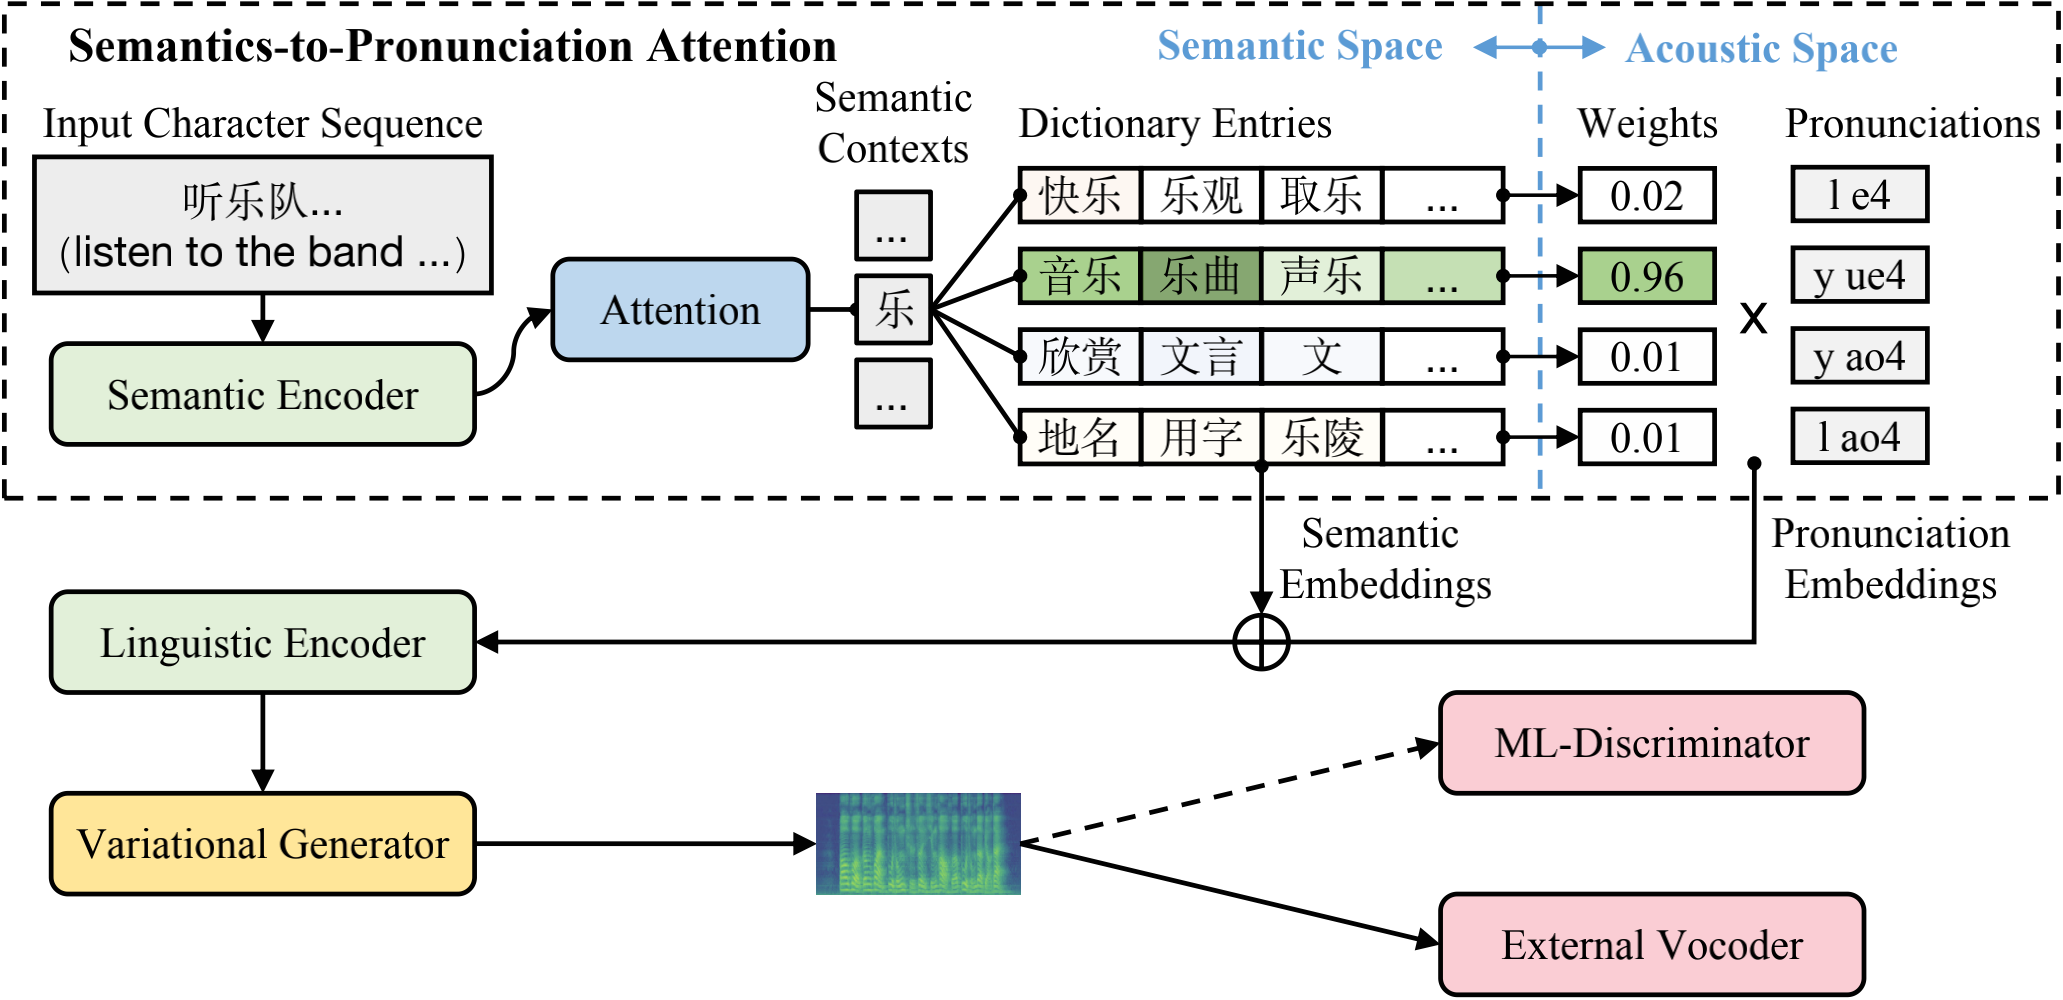 Semantics-to-Pronunciation Attention
Semantic Space
Acoustic Space
Input Character Sequence
Semantic
Contexts
Dictionary Entries
Weights
Pronunciations
听乐队...
(listen to the band ...)
Semantic Encoder
Attention
...
乐
...
快乐 乐观 取乐 ... 0.02 l e4
音乐 乐曲 声乐 ... 0.96 y ue4
x
欣赏 文言 文 ... 0.01 y ao4
地名 用字 乐陵 ... 0.01 l ao4
Semantic
Embeddings
Pronunciation
Embeddings
Linguistic Encoder
Variational Generator
ML-Discriminator
External Vocoder